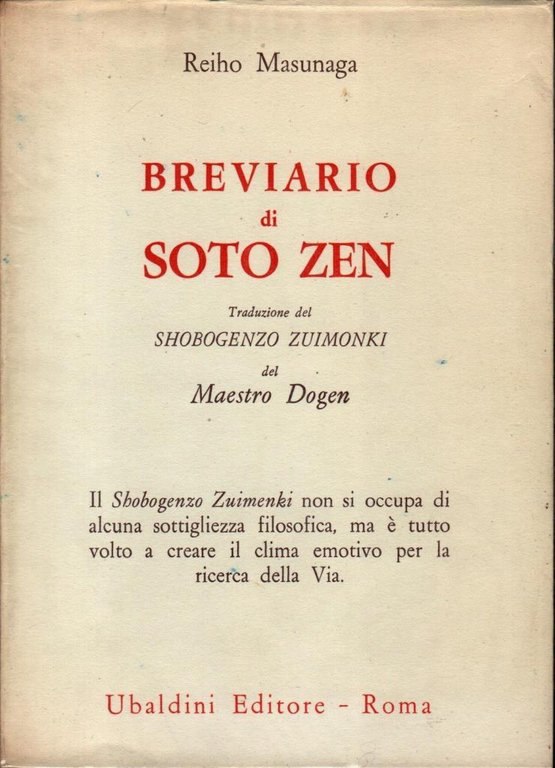 Reiho Masunaga
BREVIARIO
di
SOTO ZEN
Traduzione del
SHOBOGENZO ZUIMONKI
del
Maestro Dogen
Il Shobogenzo Zuimenki non si occupa di
alcuna sottigliezza filosofica, ma è tutto
volto a creare il clima emotivo per la
ricerca della Via.
Ubaldini Editore - Roma